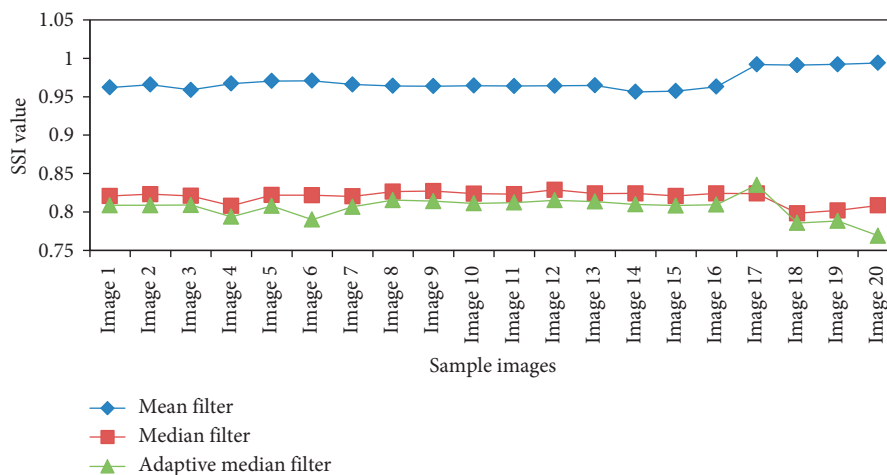 1.05
1
0.95
0.9
0.85
0.8
0.75
SSI value
Image 1
Image 2
Image 3
Image 4
Image 5
Image 6
Image 7
Image 8
Image 9
Image 10
Image 11
Image 12
Image 13
Image 14
Image 15
Image 16
Image 17
Image 18
Image 19
Image 20
Sample images
Mean filter
Median filter
Adaptive median filter